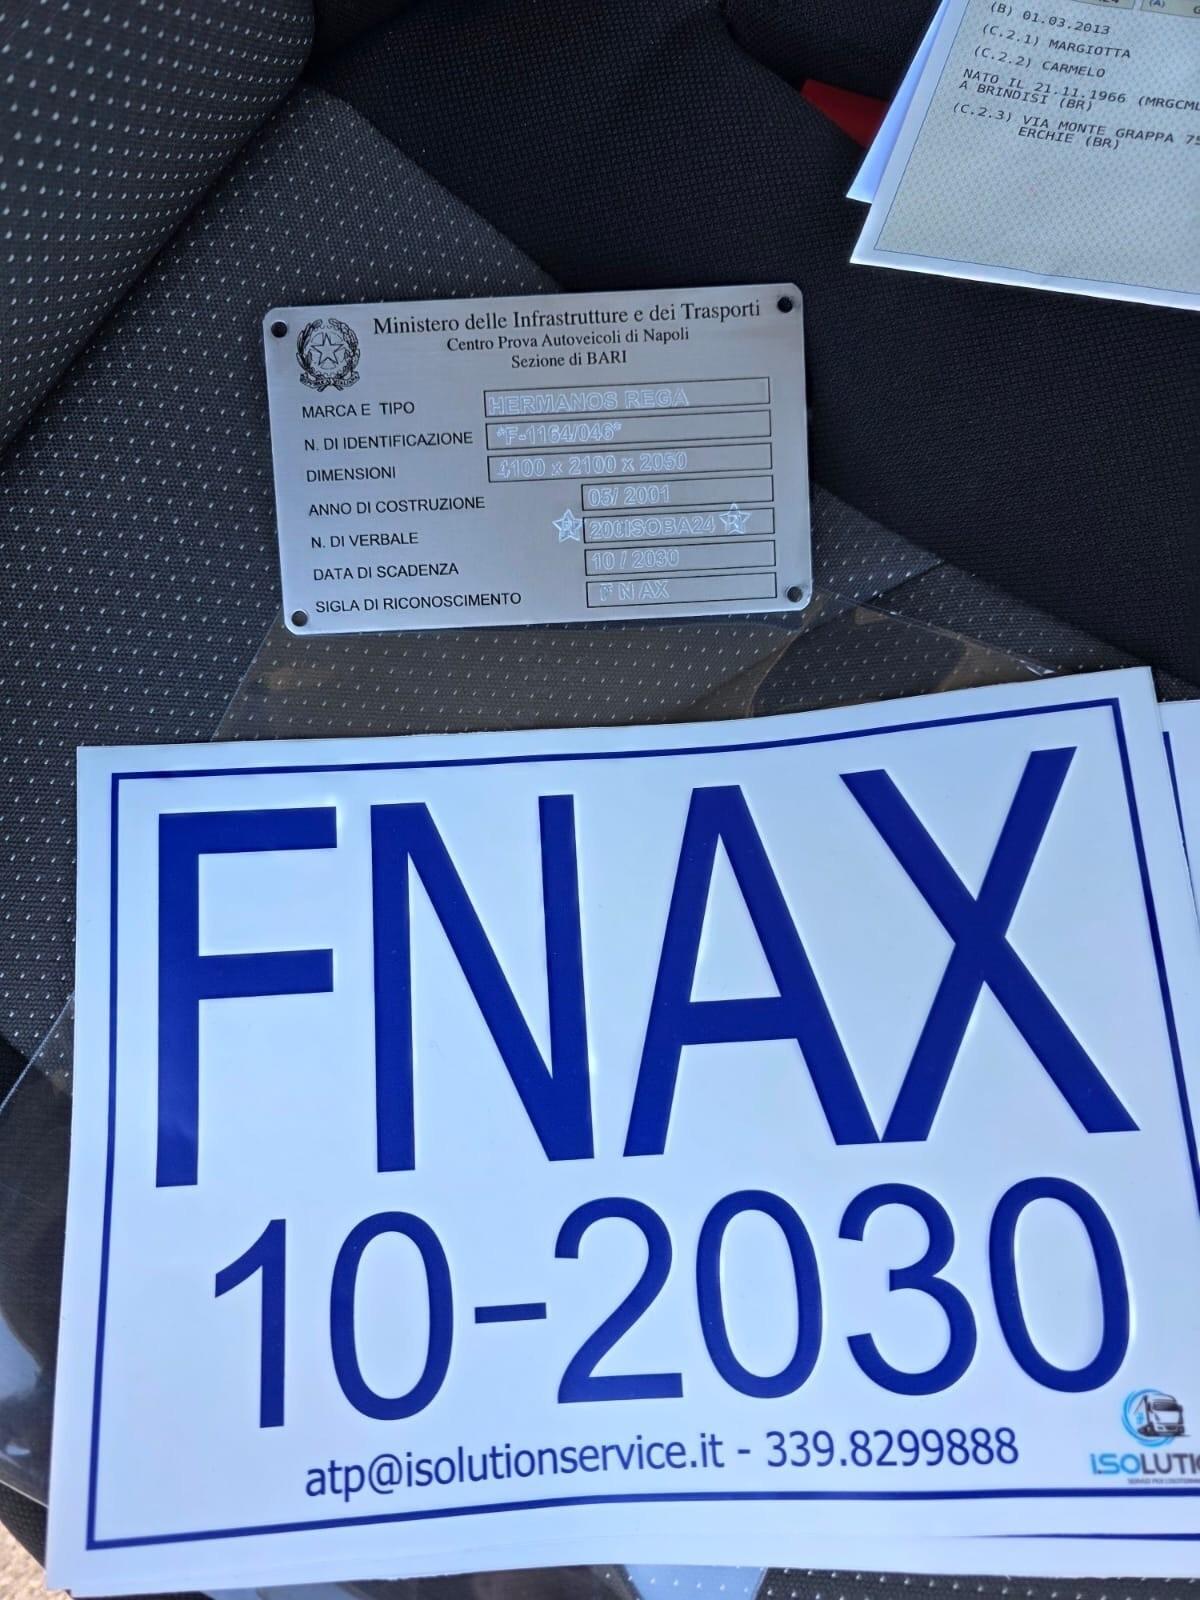 (B) 01.03.2013
(C.2.1) MARGIOTTA
(C.2.2) CARMELO
NATO IL 21.11.1966 (MRGCML
A BRINDISI (BR)
(C.2.3) VIA MONTE GRAPPA 75
ERCHIE (BR)
Ministero delle Infrastrutture e dei Trasporti
Centro Prova Autoveicoli di Napoli
Sezione di BARI
MARCA E TIPO HERMANOS REGA
N. DI IDENTIFICAZIONE *F-1164/046*
DIMENSIONI 4100 x 2100 x 2050
ANNO DI COSTRUZIONE 05/ 2001
N. DI VERBALE 200ISOBA24
DATA DI SCADENZA 10 / 2030
SIGLA DI RICONOSCIMENTO F N AX
FNAX
10-2030
atp@isolutionservice.it - 339.8299888
I.SOLUTIO